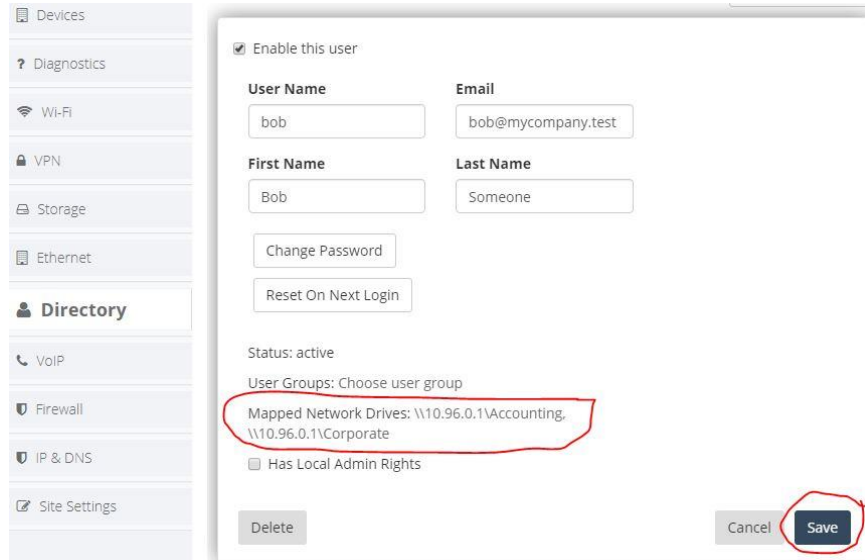 Devices
? Diagnostics
Wi-Fi
VPN
Storage
Ethernet
Directory
VoIP
Firewall
IP & DNS
Site Settings
Enable this user
User Name
Email
bob
bob@mycompany.test
First Name
Last Name
Bob
Someone
Change Password
Reset On Next Login
Status: active
User Groups: Choose user group
Mapped Network Drives: \\10.96.0.1\Accounting,
\\10.96.0.1\Corporate
Has Local Admin Rights
Delete
Cancel
Save